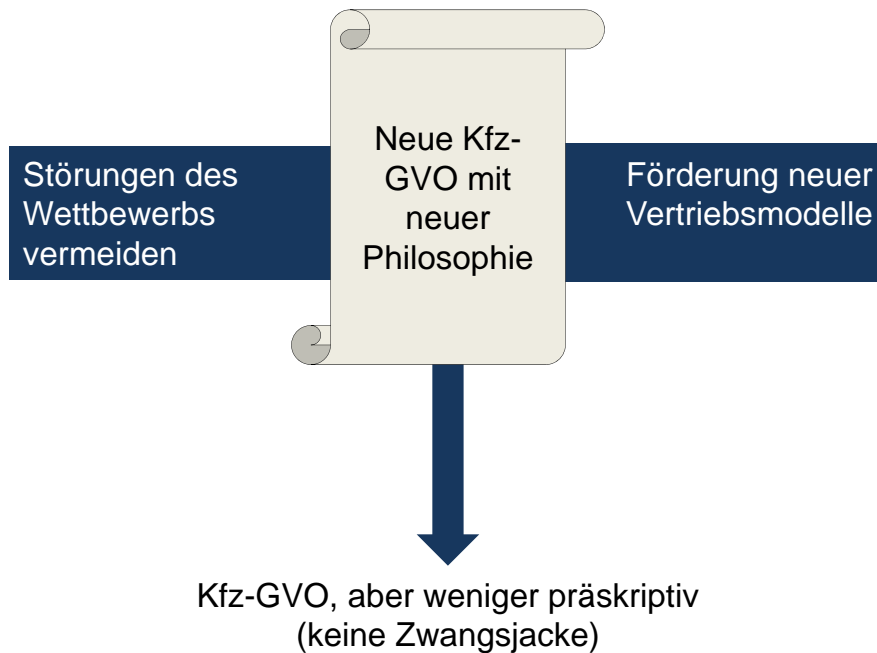 Störungen des
Wettbewerbs
vermeiden
Neue Kfz-
GVO mit
neuer
Philosophie
Förderung neuer
Vertriebsmodelle
Kfz-GVO, aber weniger präskriptiv
(keine Zwangsjacke)